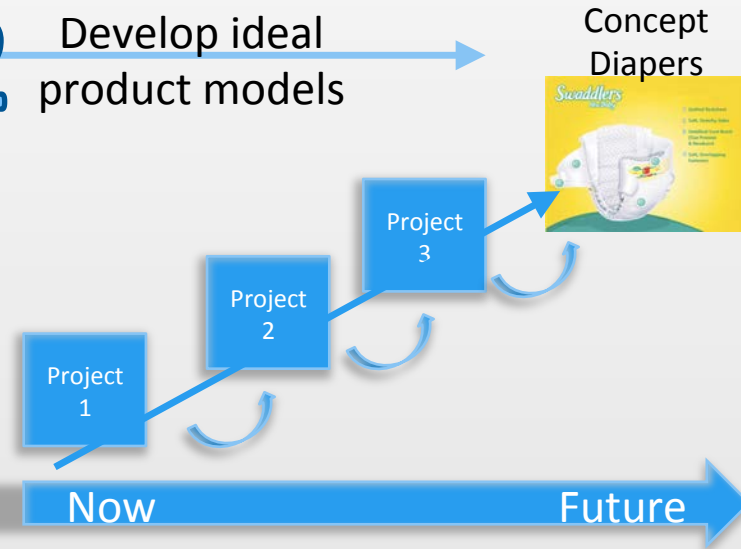 Develop ideal
product models
Concept
Diapers
Swaddlers
Project
3
Project
2
Project
1
Now
Future